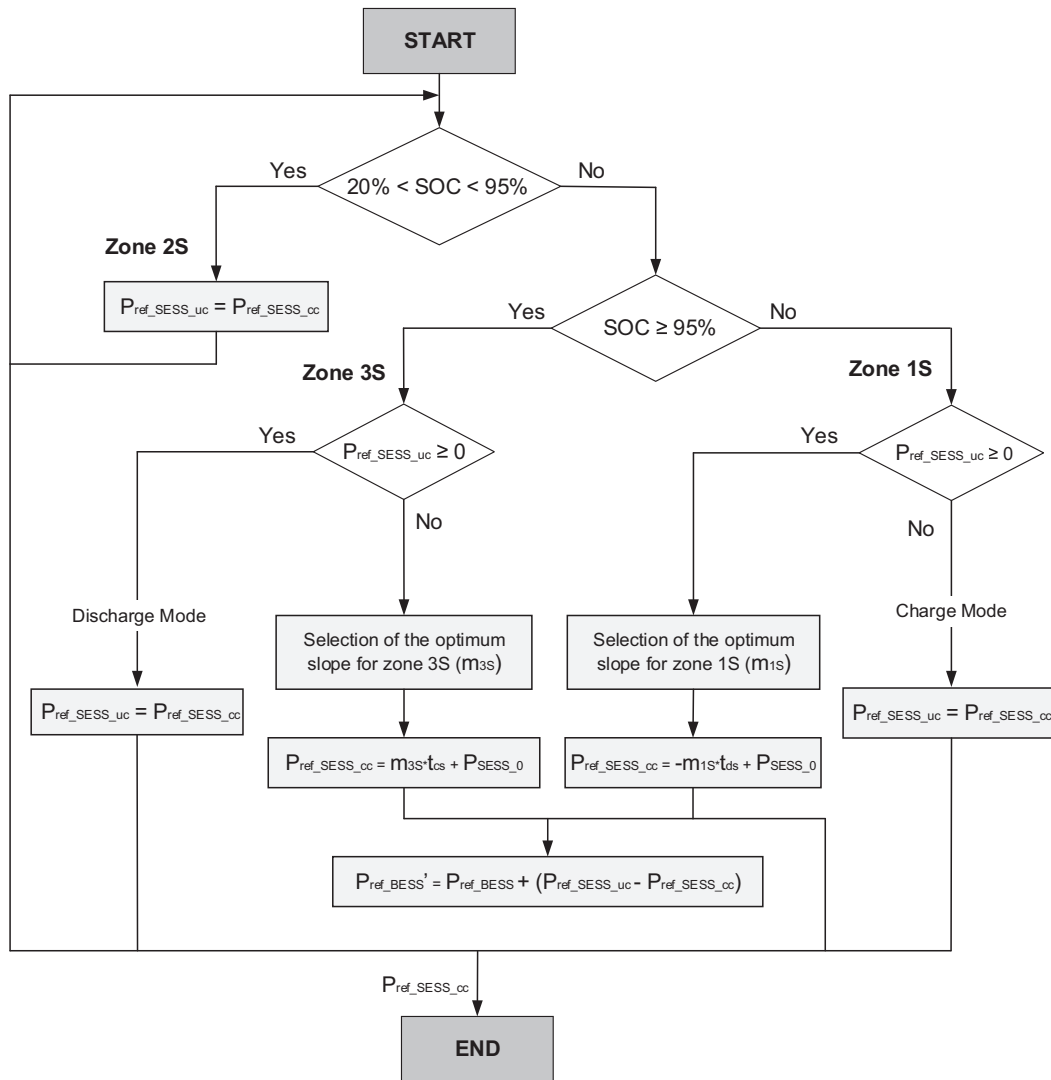 START
Yes
No
20% < SOC < 95%
Zone 2S
Pref_SESS_uc = Pref_SESS_cc
Yes
No
SOC ≥ 95%
Zone 3S
Zone 1S
Yes
Pref_SESS_uc ≥ 0
Yes
Pref_SESS_uc ≥ 0
No
No
Discharge Mode
Charge Mode
Selection of the optimum
slope for zone 3S (m3S)
Selection of the optimum
slope for zone 1S (m1S)
Pref_SESS_uc = Pref_SESS_cc
Pref_SESS_uc = Pref_SESS_cc
Pref_SESS_cc = m3S*tcs + PSESS_0
Pref_SESS_cc = -m1S*tds + PSESS_0
Pref_BESS' = Pref_BESS + (Pref_SESS_uc - Pref_SESS_cc)
Pref_SESS_cc
END